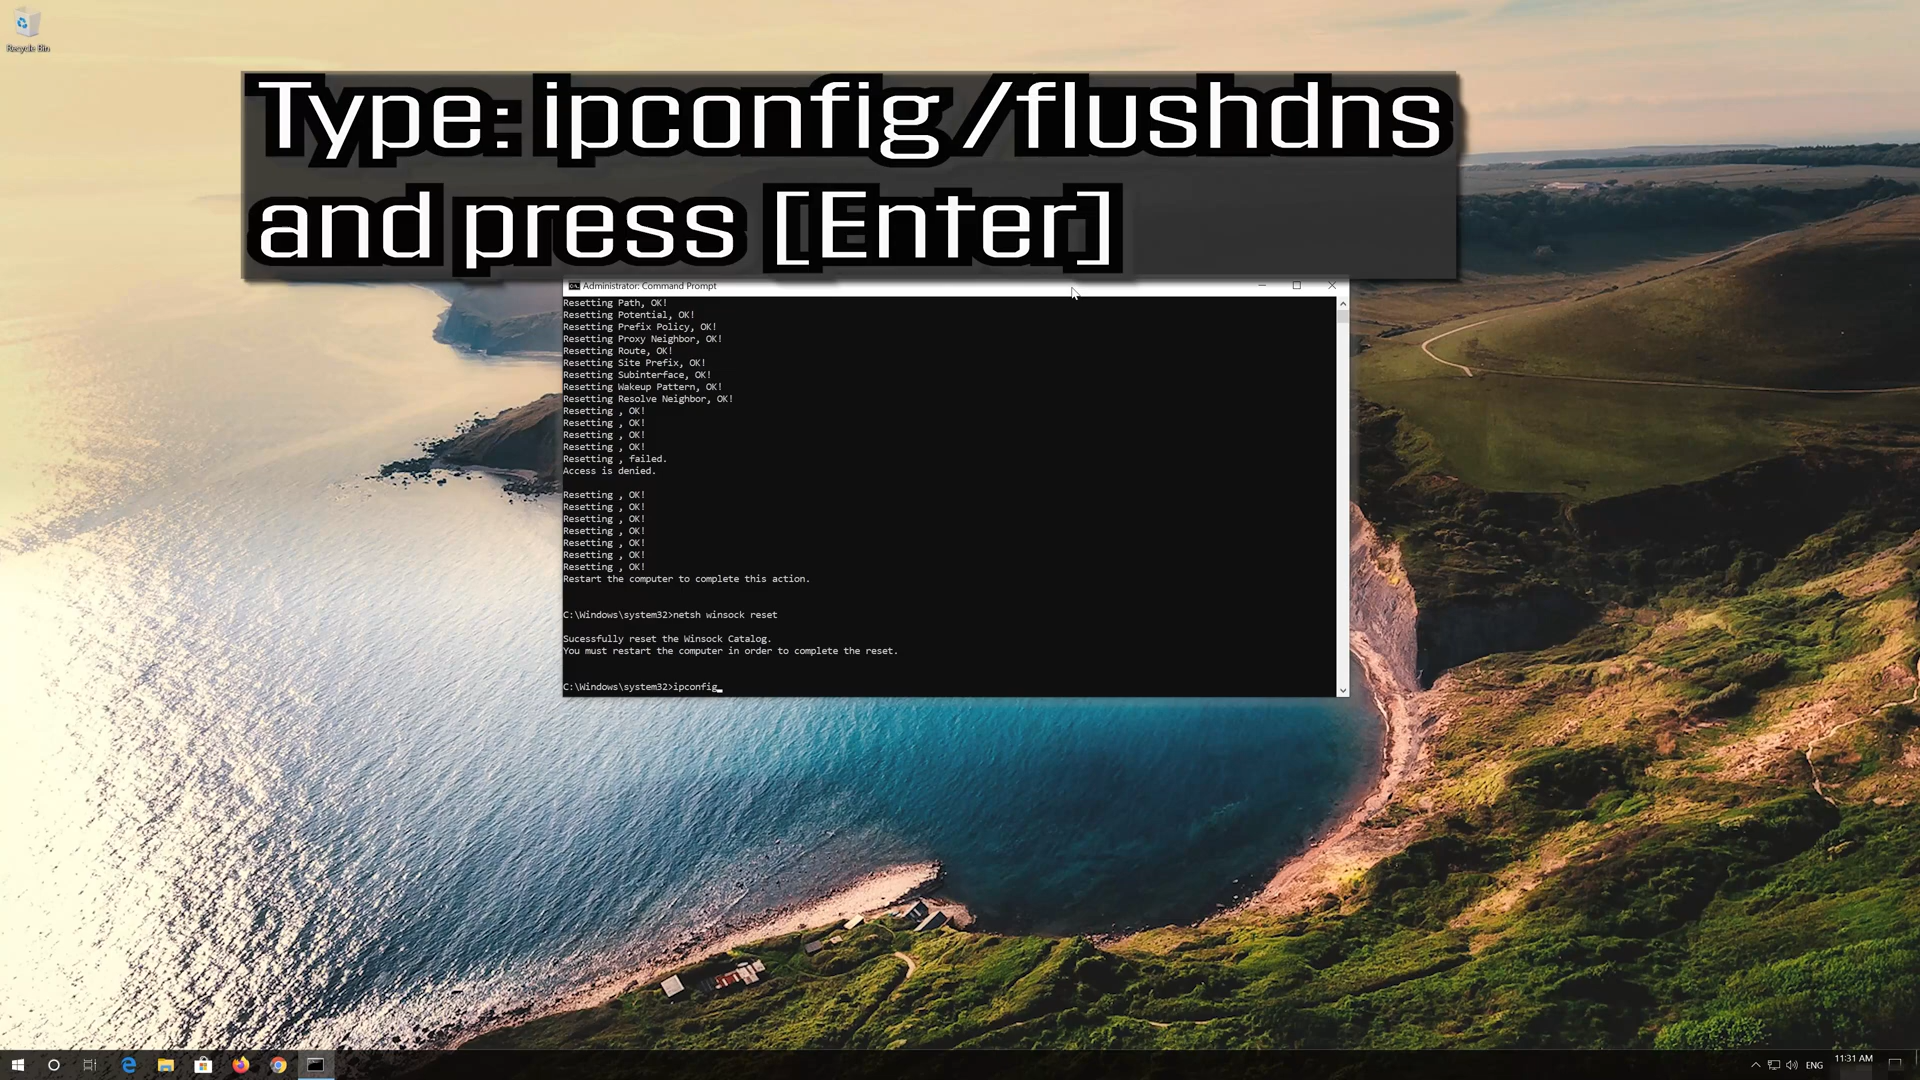 Recycle Bin
Type: ipconfig /flushdns
and press [Enter]
Administrator: Command Prompt
Resetting Path, OK!
Resetting Potential, OK!
Resetting Prefix Policy, OK!
Resetting Proxy Neighbor, OK!
Resetting Route, OK!
Resetting Site Prefix, OK!
Resetting Subinterface, OK!
Resetting Wakeup Pattern, OK!
Resetting Resolve Neighbor, OK!
Resetting , OK!
Resetting , OK!
Resetting , OK!
Resetting , OK!
Resetting , failed.
Access is denied.
Resetting , OK!
Resetting , OK!
Resetting , OK!
Resetting , OK!
Resetting , OK!
Resetting , OK!
Resetting , OK!
Restart the computer to complete this action.
C:\Windows\system32>netsh winsock reset
Sucessfully reset the Winsock Catalog.
You must restart the computer in order to complete the reset.
C:\Windows\system32>ipconfig_
ENG
11:31 AM